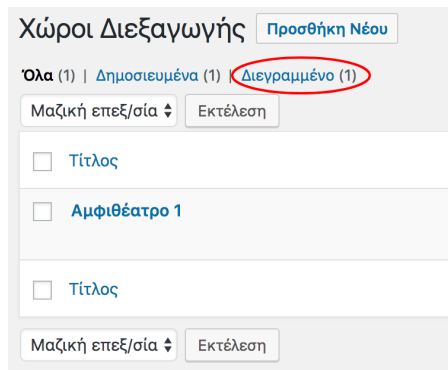 Χώροι Διεξαγωγής Προσθήκη Νέου
Όλα (1) | Δημοσιευμένα (1) | Διεγραμμένο (1)
Μαζική επεξ/σία Εκτέλεση
Τίτλος
Αμφιθέατρο 1
Τίτλος
Μαζική επεξ/σία Εκτέλεση